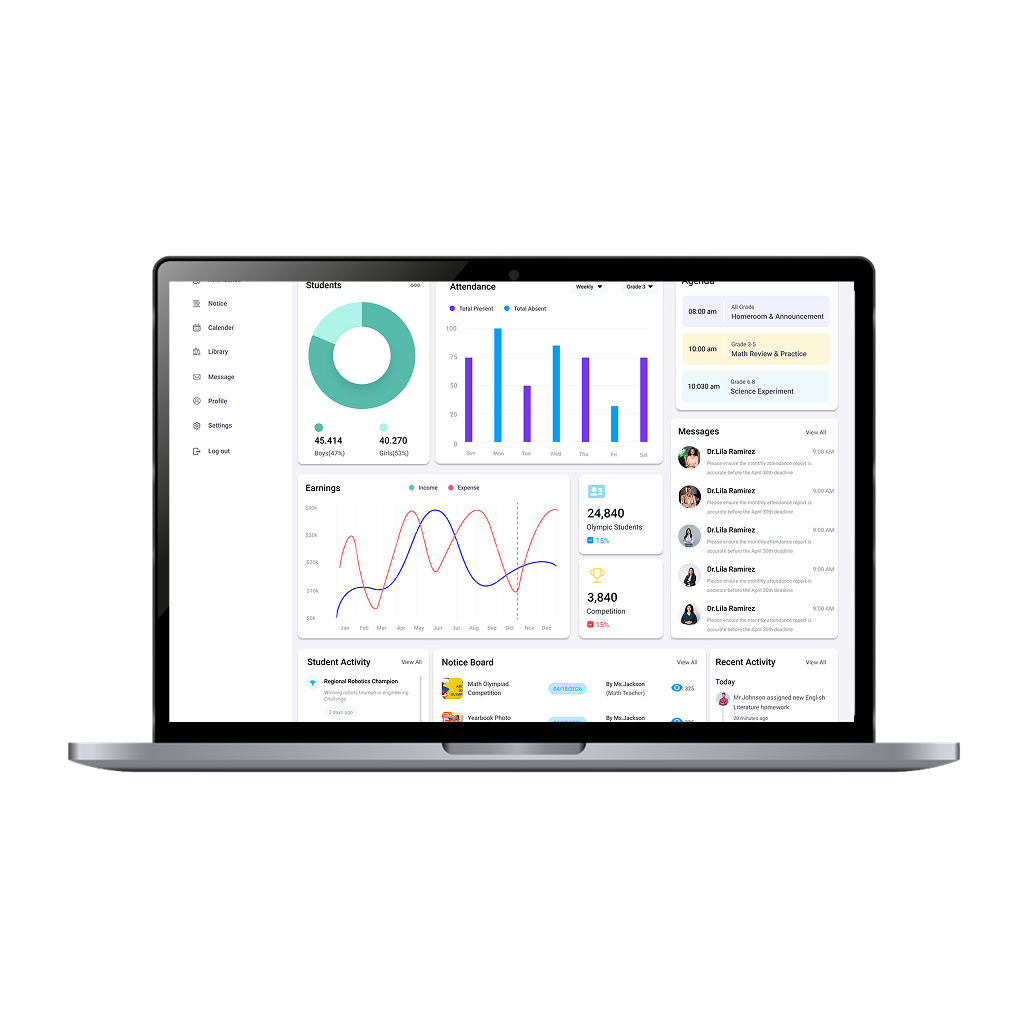 Notice
Calender
Library
Message
Profile
Settings
Log out
Students
45.414
Boys(47%)
40.270
Girls(53%)
Attendance
Weekly
Grade 3
Total Present
Total Absent
100
75
50
25
0
Sun
Mon
Tue
Wed
Thu
Fri
Sat
Agenda
08:00 am
All Grade
Homeroom & Announcement
10:00 am
Grade 3-5
Math Review & Practice
10:030 am
Grade 6-8
Science Experiment
Earnings
Income
Expense
$40k
$30k
$20k
$10k
$0k
Jan
Feb
Mar
Apr
May
Jun
Jul
Aug
Sep
Oct
Nov
Dec
24,840
Olympic Students
15%
3,840
Competition
15%
Messages
View All
Dr.Lila Ramirez
9:00 AM
Please ensure the monthly attendance report is
accurate before the April 30th deadline
Dr.Lila Ramirez
9:00 AM
Please ensure the monthly attendance report is
accurate before the April 30th deadline
Dr.Lila Ramirez
9:00 AM
Please ensure the monthly attendance report is
accurate before the April 30th deadline
Dr.Lila Ramirez
9:00 AM
Please ensure the monthly attendance report is
accurate before the April 30th deadline
Dr.Lila Ramirez
9:00 AM
Please ensure the monthly attendance report is
accurate before the April 30th deadline
Student Activity
View All
Regional Robotics Champion
Winning robots triumph in engineering
Challenge
2 days ago
Notice Board
View All
Math Olympiad
Competition
04/18/2026
By Ms.Jackson
(Math Teacher)
325
Yearbook Photo
By Ms.Jackson
Recent Activity
View All
Today
Mr.Johnson assigned new English
Literature homework
20 minutes ago